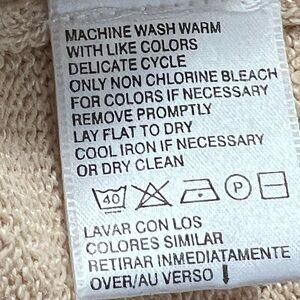 MACHINE WASH WARM
WITH LIKE COLORS
DELICATE CYCLE
ONLY NON CHLORINE BLEACH
FOR COLORS IF NECESSARY
REMOVE PROMPTLY
LAY FLAT TO DRY
COOL IRON IF NECESSARY
OR DRY CLEAN
40 P
LAVAR CON LOS
COLORES SIMILAR
RETIRAR INMEDIATAMENTE
OVER/AU VERSO